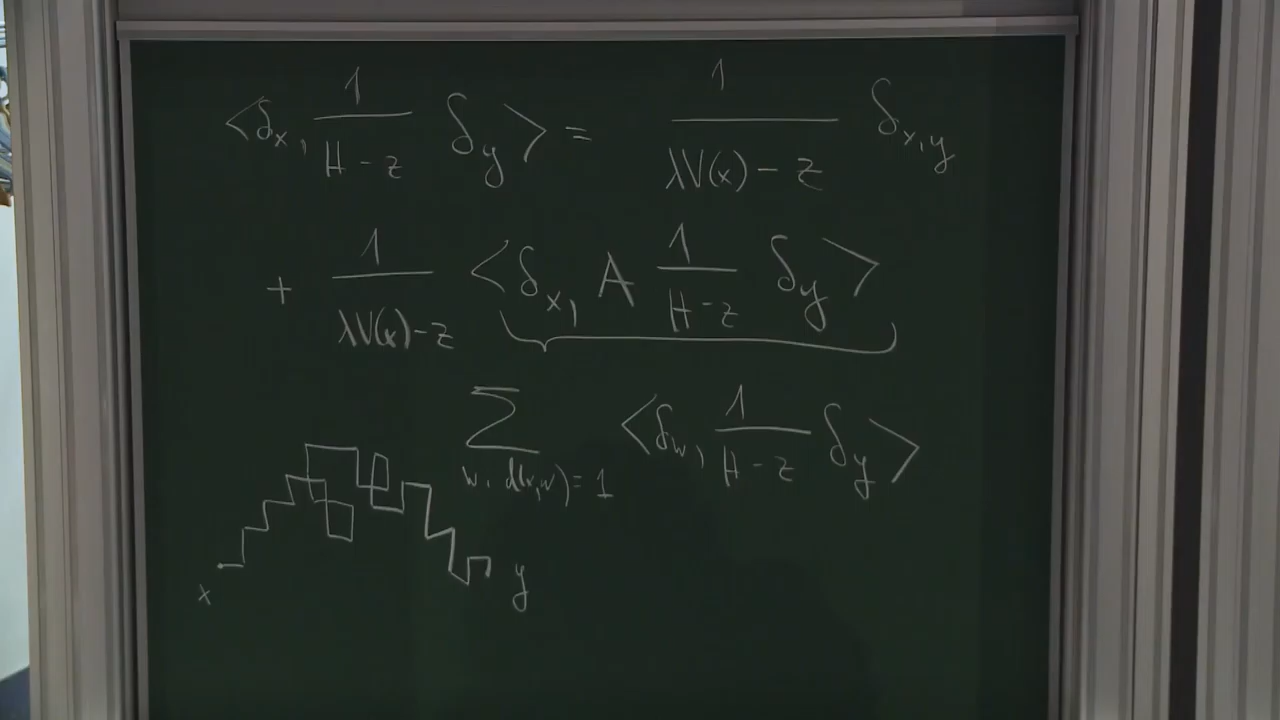 ⟨δ_x, 1/(H - z) δ_y⟩ = 1/(λV(x) - z) δ_{x,y}
+ 1/(λV(x) - z) ⟨δ_x, A 1/(H - z) δ_y⟩
∑_{w, d(x,w)=1} ⟨δ_w, 1/(H - z) δ_y⟩
x y